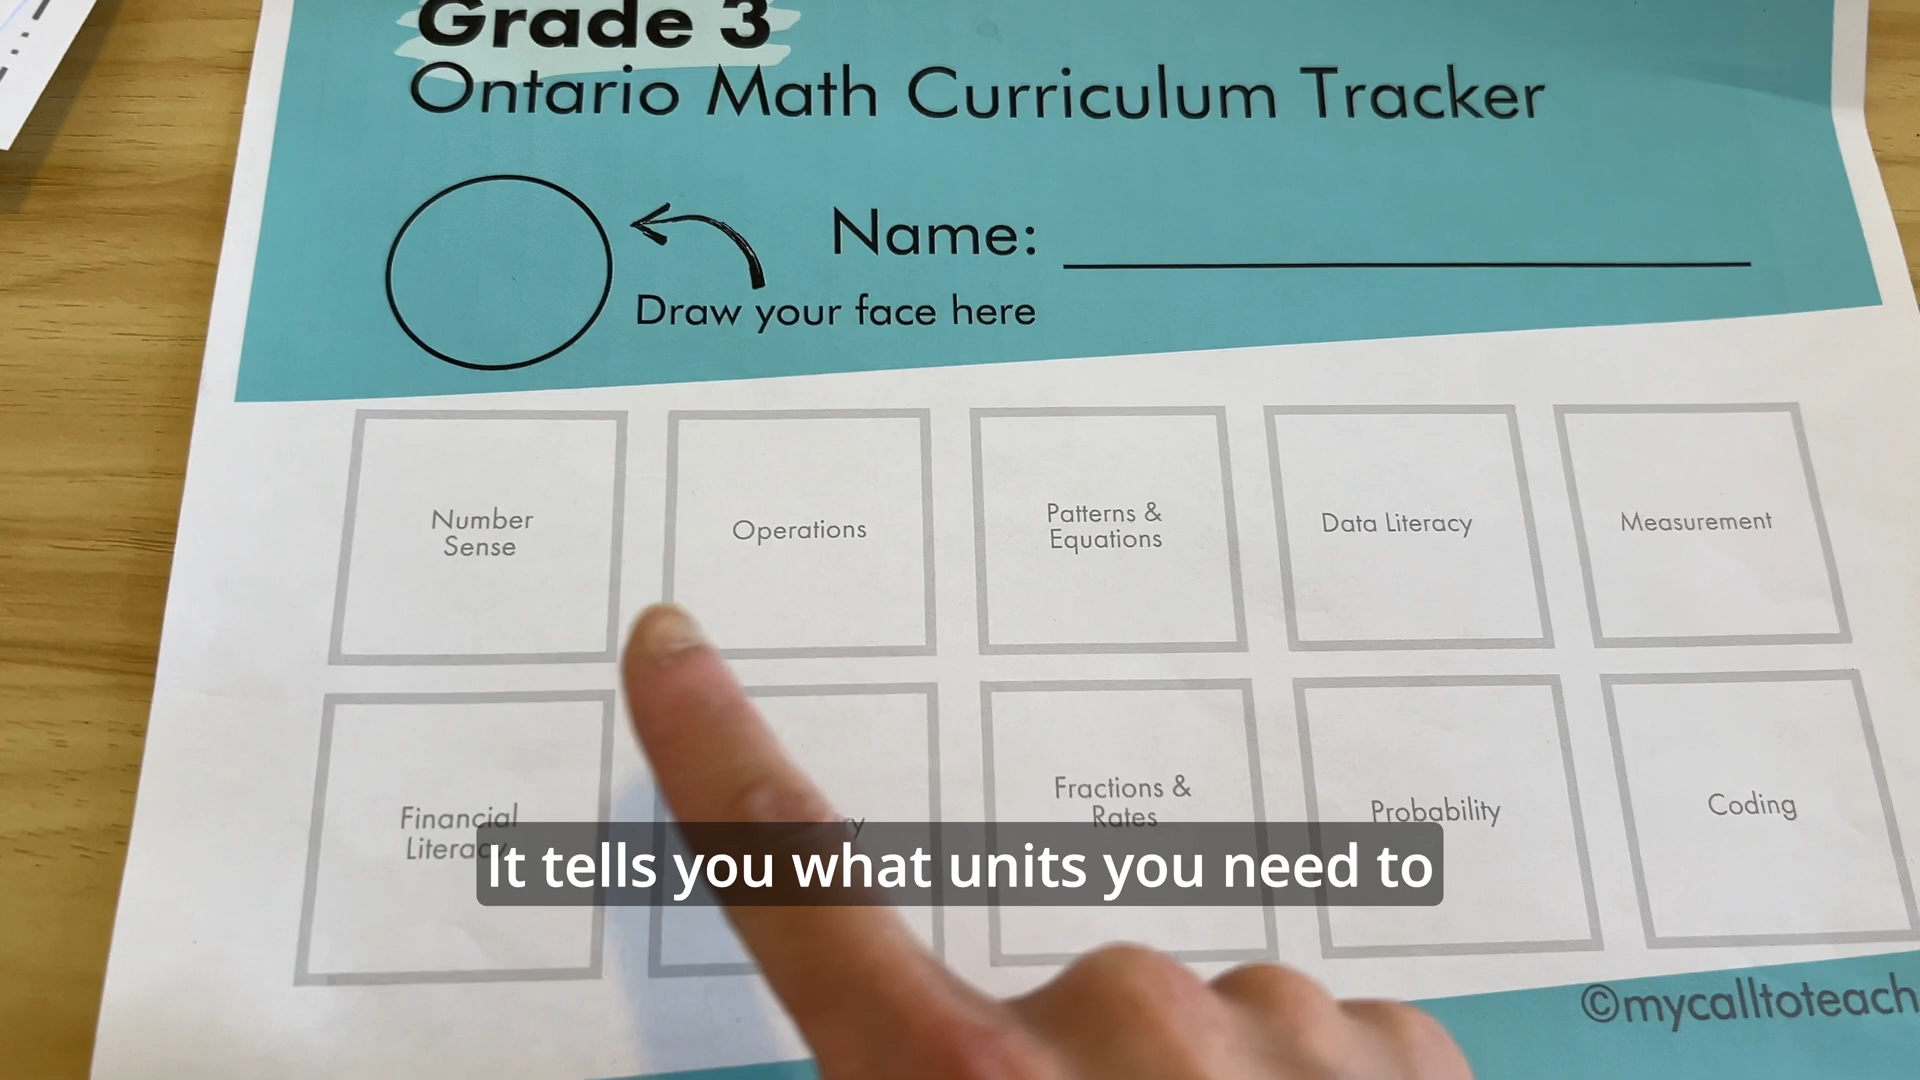 Grade 3
Ontario Math Curriculum Tracker
Name:
Draw your face here
Number
Sense
Operations
Patterns &
Equations
Data Literacy
Measurement
Financial
Fractions &
Rates
Probability
Coding
It tells you what units you need to
©mycalltoteach